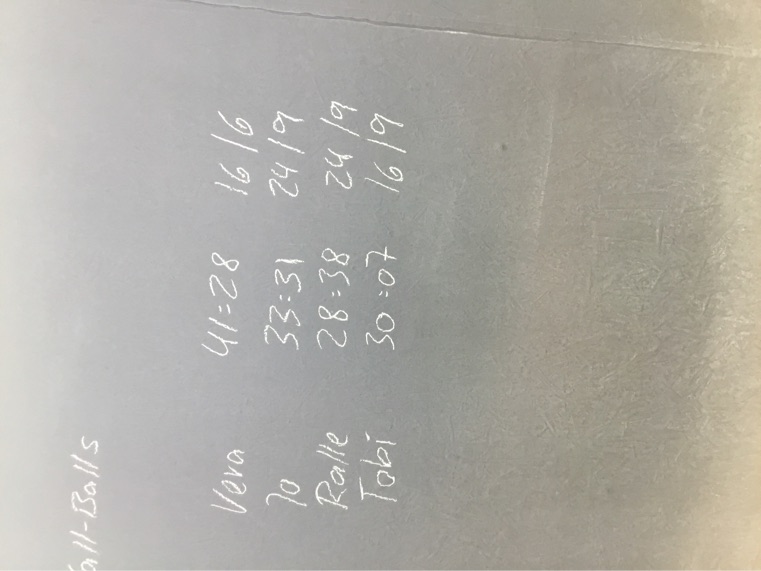 all-Balls
Vera 41:28 16/6
Jo 33:31 24/9
Ralle 28:38 24/9
Tobi 30:07 16/9